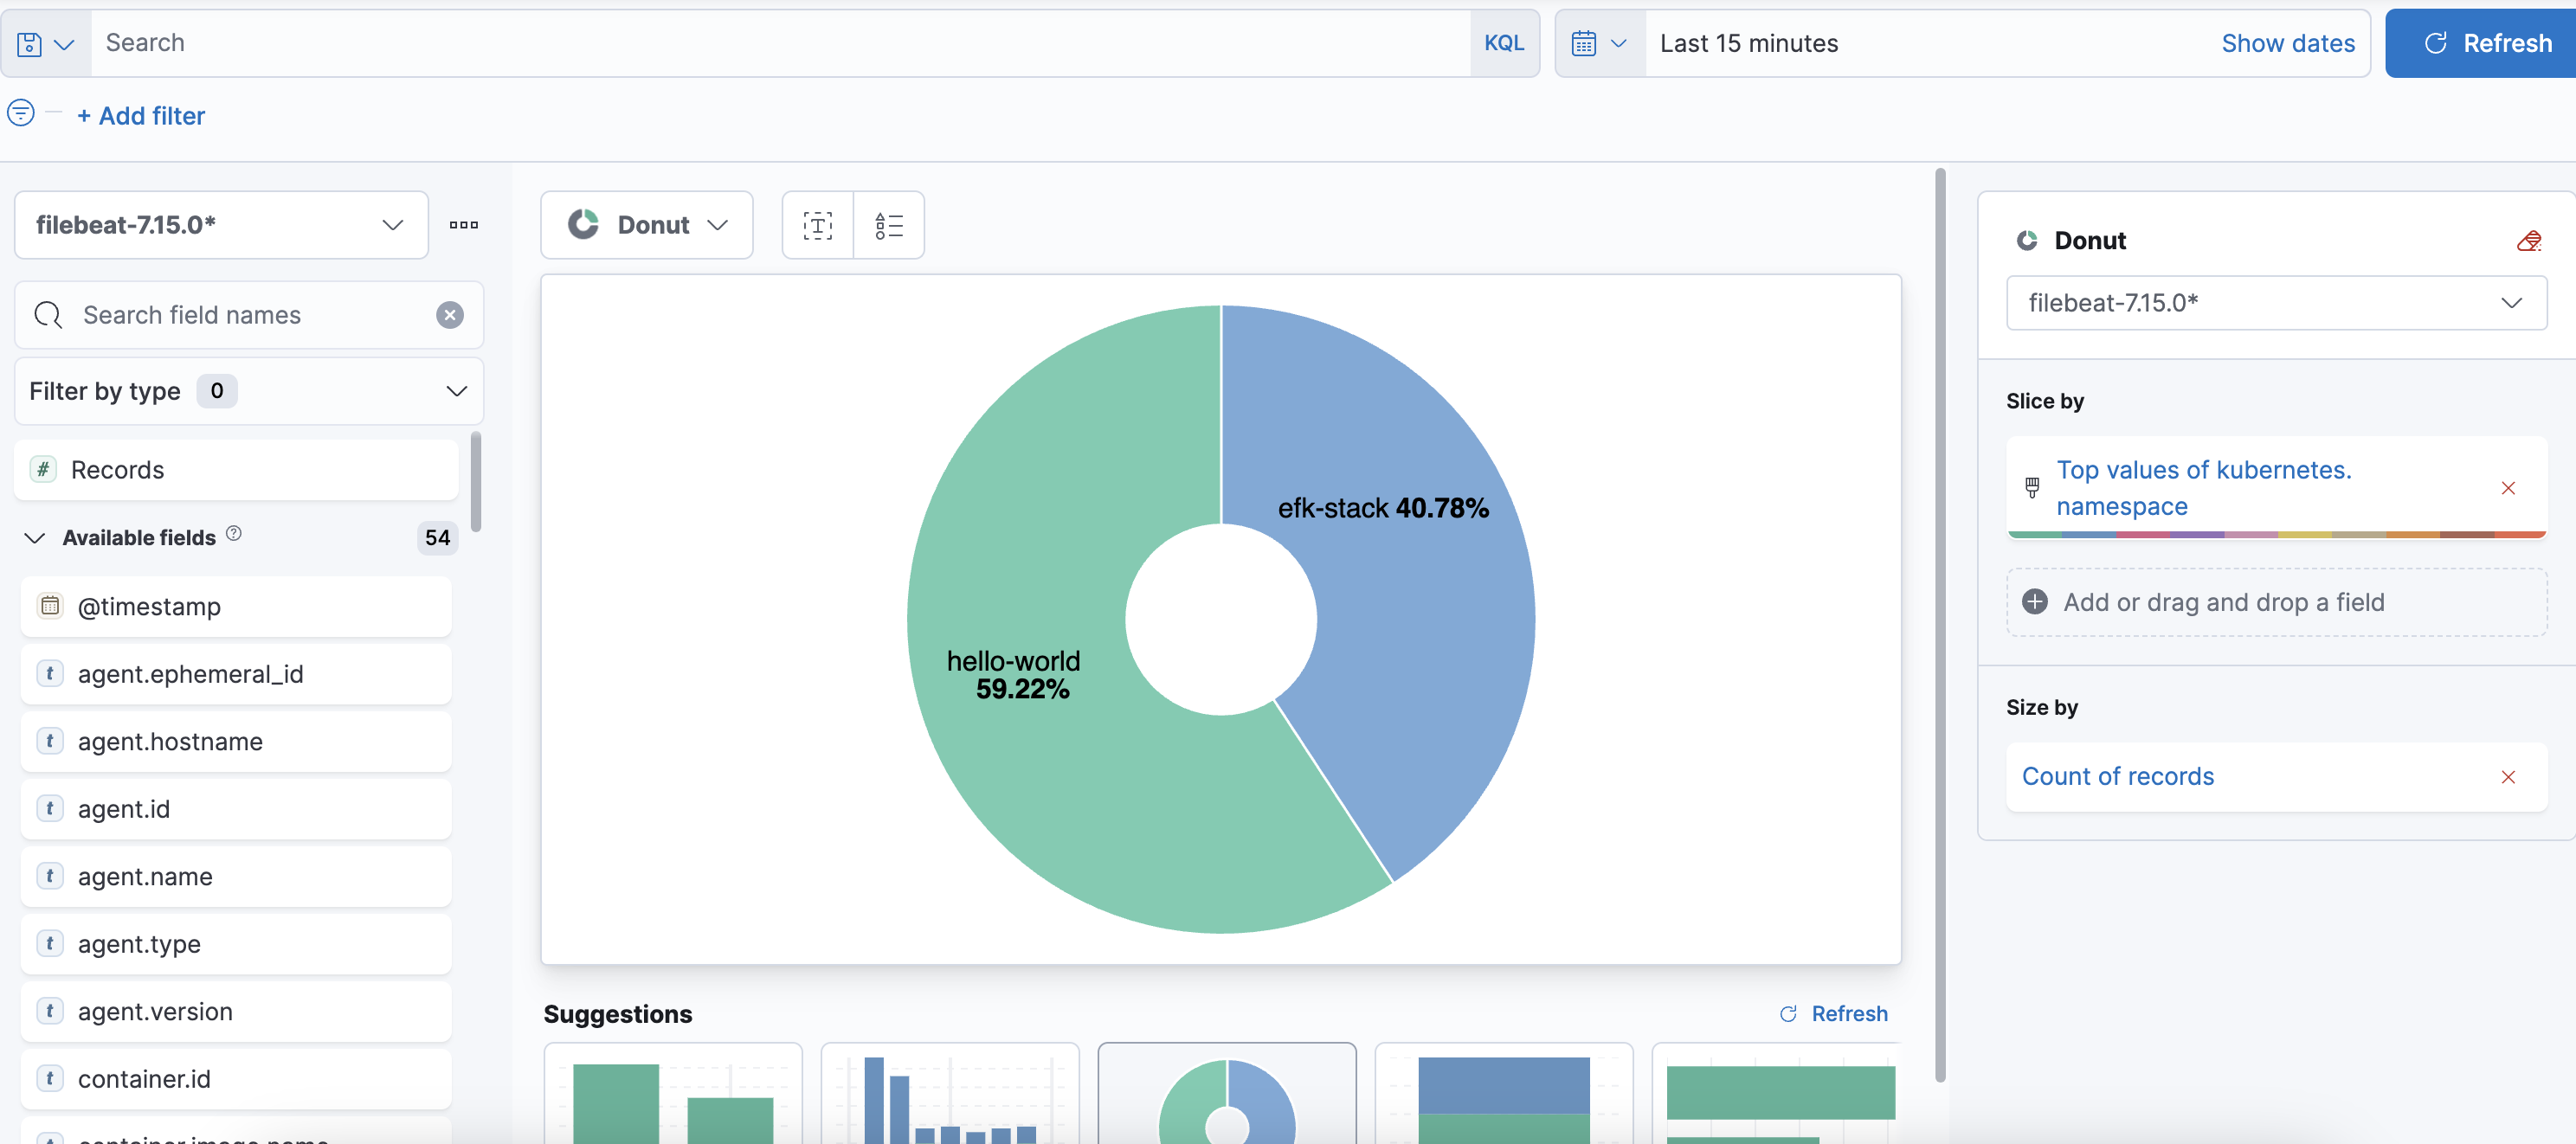 Search
KQL
Last 15 minutes
Show dates
Refresh
+ Add filter
filebeat-7.15.0*
Search field names
Filter by type 0
# Records
Available fields ? 54
@timestamp
t agent.ephemeral_id
t agent.hostname
t agent.id
t agent.name
t agent.type
t agent.version
t container.id
t container.image.name
Donut
T
efk-stack 40.78%
hello-world
59.22%
Suggestions
Refresh
Donut
filebeat-7.15.0*
Slice by
Top values of kubernetes.
namespace
Add or drag and drop a field
Size by
Count of records